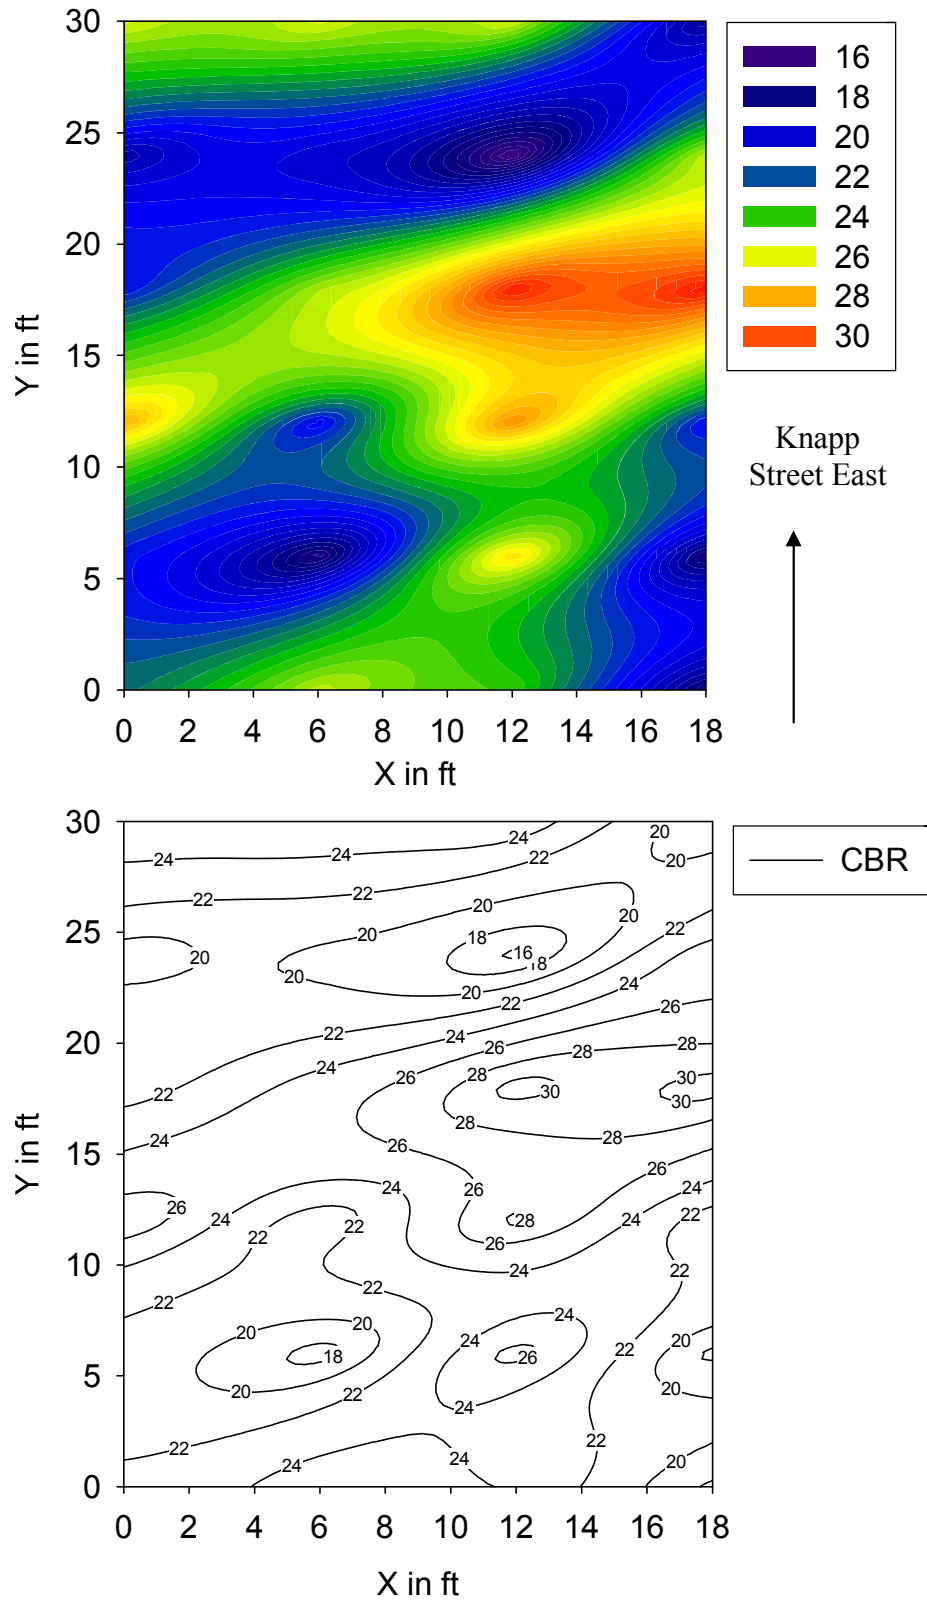 30
25
20
15
10
5
0
Y in ft
0 2 4 6 8 10 12 14 16 18
X in ft
16
18
20
22
24
26
28
30
Knapp
Street East
30
25
20
15
10
5
0
Y in ft
0 2 4 6 8 10 12 14 16 18
X in ft
CBR
24 20
24 24 22 20
22 22 20
20 22
20 18 16 18
20 20 20 24
22 24 26 22 26
24 26 28 28 28
22 28 30 30 30
24 26 28 28
26 24 26 26 24
24 22 22 28 24 22
26 24 22
22 22
20 20 24 24
18 26 22 20
20 22 24 20
22 24 24 22 20